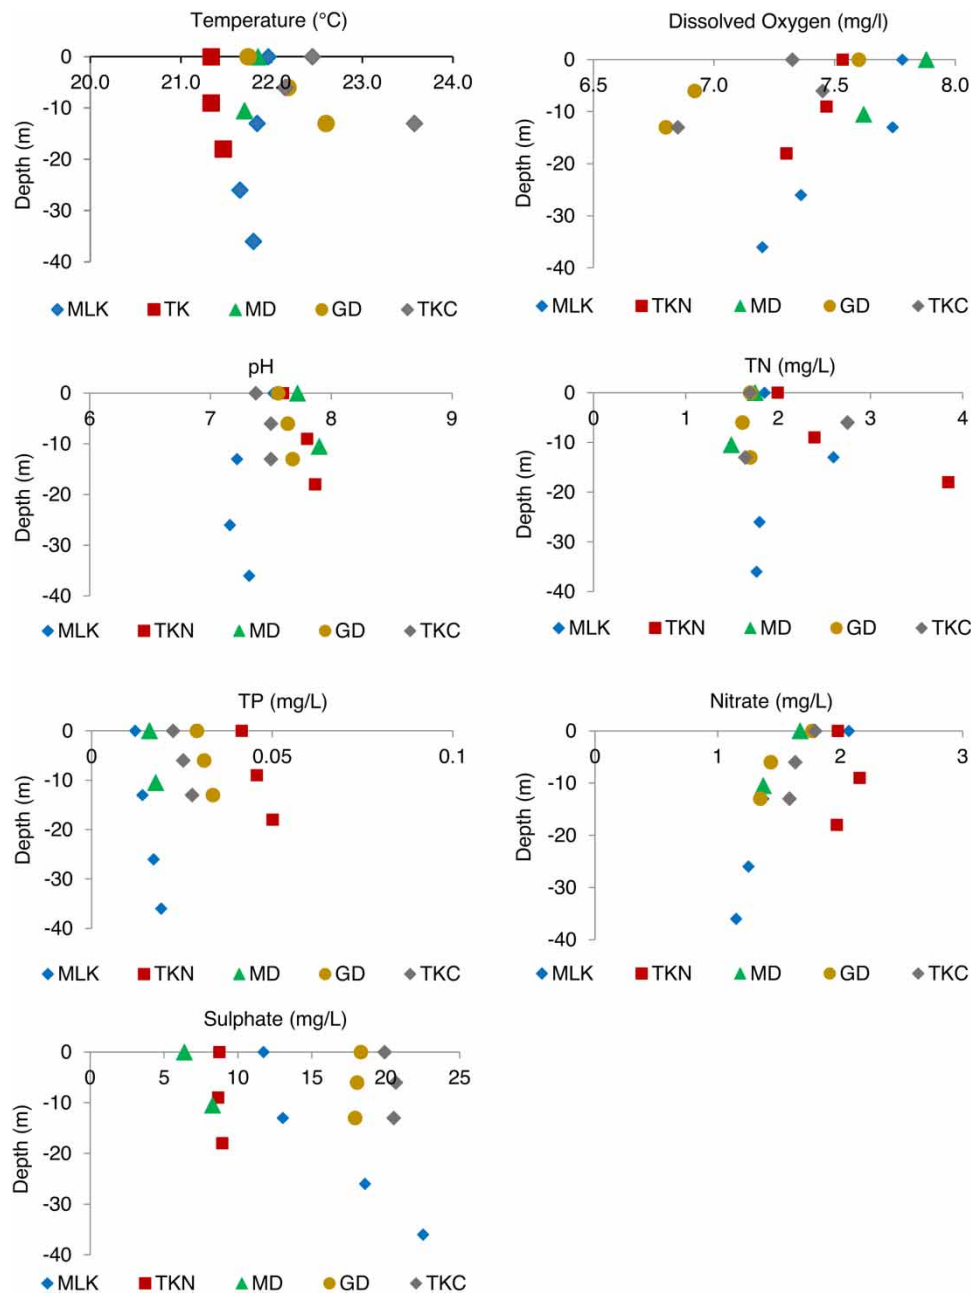 Temperature (°C)
0
20.0 21.0 22.0 23.0 24.0
-10
-20
-30
-40
Depth (m)
MLK TK MD GD TKC
Dissolved Oxygen (mg/l)
0
6.5 7.0 7.5 8.0
-10
-20
-30
-40
Depth (m)
MLK TKN MD GD TKC
pH
0
6 7 8 9
-10
-20
-30
-40
Depth (m)
MLK TKN MD GD TKC
TN (mg/L)
0
0 1 2 3 4
-10
-20
-30
-40
Depth (m)
MLK TKN MD GD TKC
TP (mg/L)
0
0 0.05 0.1
-10
-20
-30
-40
Depth (m)
MLK TKN MD GD TKC
Nitrate (mg/L)
0
0 1 2 3
-10
-20
-30
-40
Depth (m)
MLK TKN MD GD TKC
Sulphate (mg/L)
0
0 5 10 15 20 25
-10
-20
-30
-40
Depth (m)
MLK TKN MD GD TKC